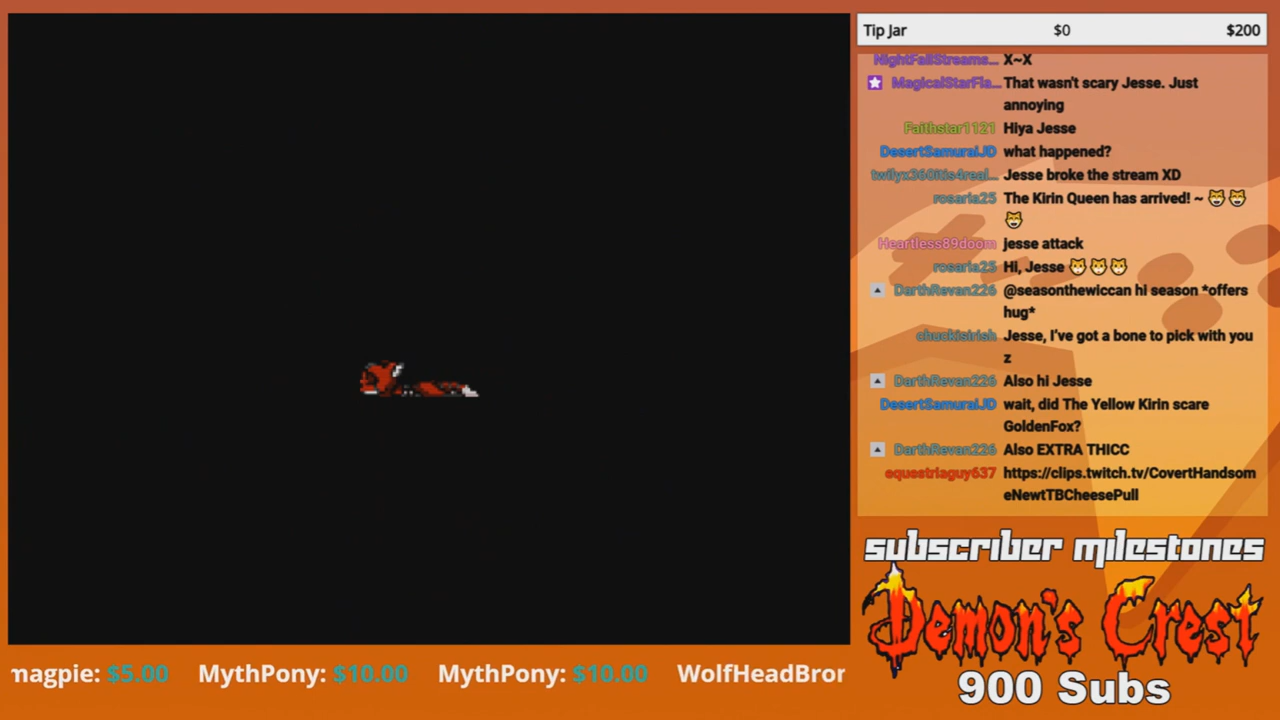 Tip Jar $0 $200
NightFallStreams... X~X
MagicalStarFla... That wasn't scary Jesse. Just
annoying
Faithstar1121 Hiya Jesse
DesertSamuraiJD what happened?
twilyx360itis4real... Jesse broke the stream XD
rosaria25 The Kirin Queen has arrived! ~
Heartless89doom jesse attack
rosaria25 Hi, Jesse
DarthRevan226 @seasonthewiccan hi season *offers
hug*
chuckisirish Jesse, I've got a bone to pick with you
z
DarthRevan226 Also hi Jesse
DesertSamuraiJD wait, did The Yellow Kirin scare
GoldenFox?
DarthRevan226 Also EXTRA THICC
equestriaguy637 https://clips.twitch.tv/CovertHandsom
eNewtTBCheesePull
subscriber milestones
Demon's Crest
900 Subs
magpie: $5.00 MythPony: $10.00 MythPony: $10.00 WolfHeadBror